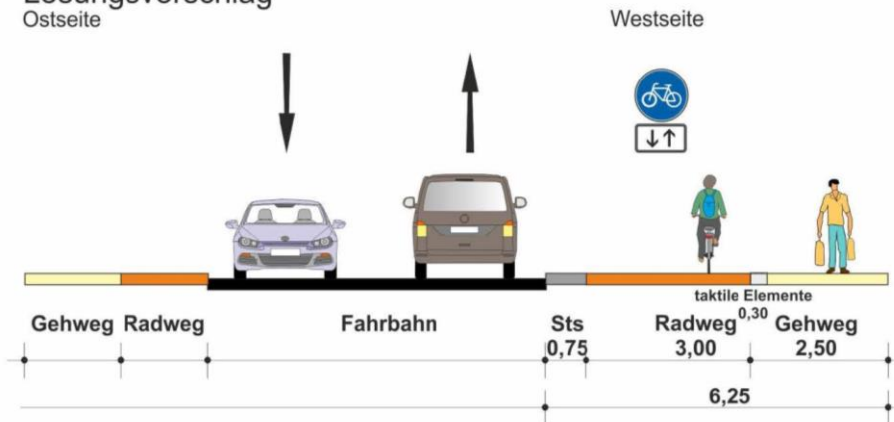 Lösungsvorschlag
Ostseite
Westseite
taktile Elemente
Gehweg Radweg Fahrbahn Sts Radweg 0,30 Gehweg
0,75 3,00 2,50
6,25